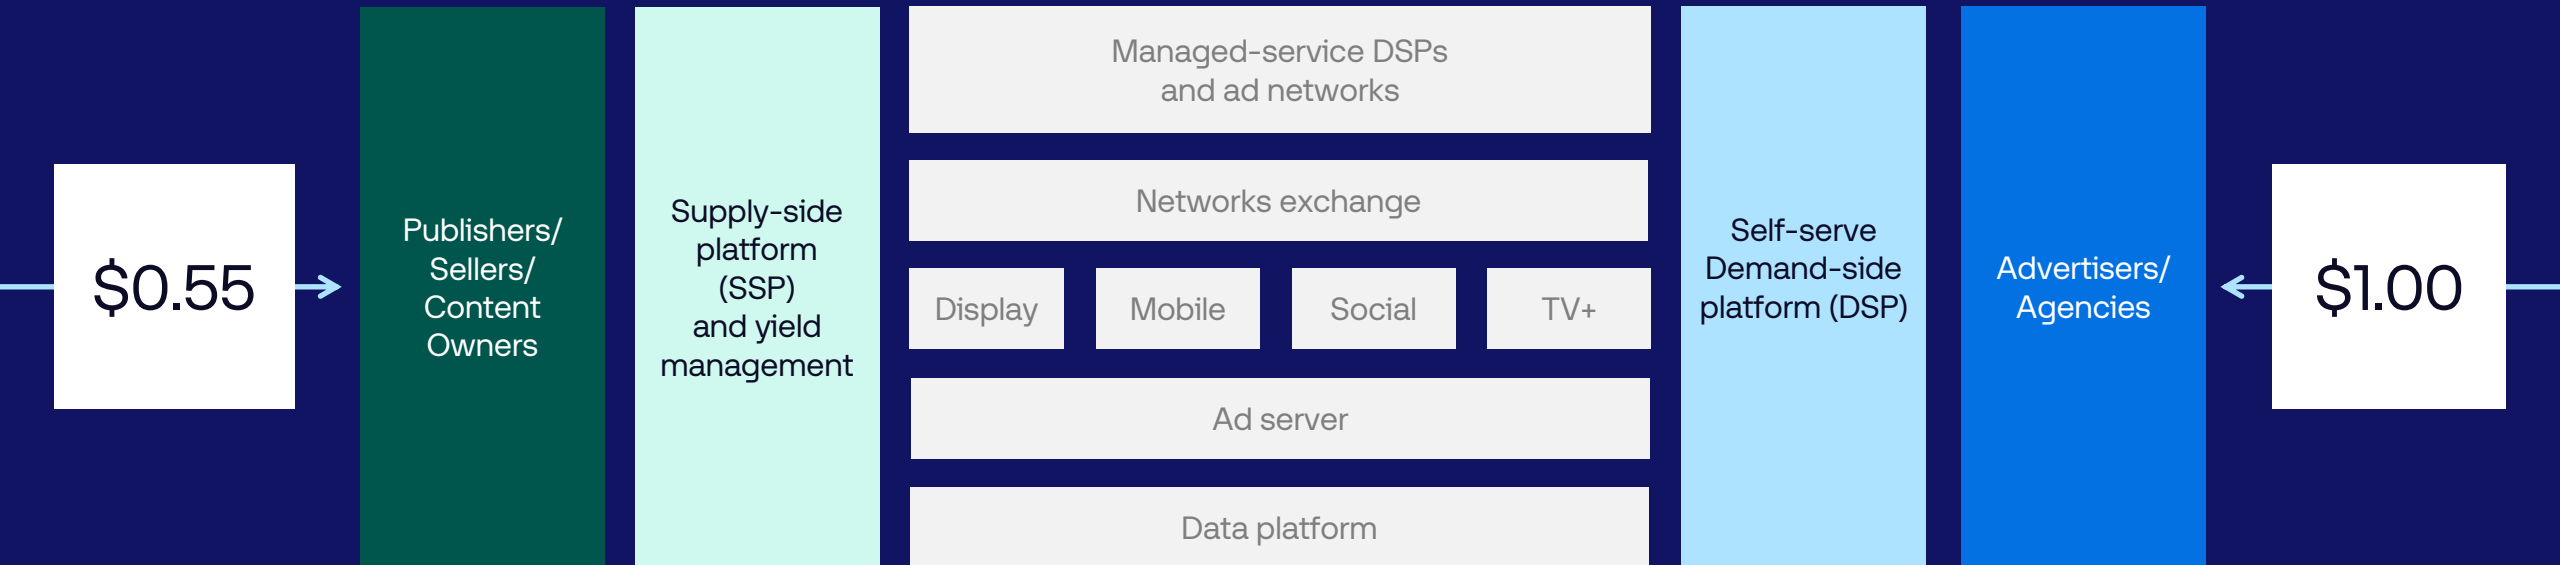 $0.55
Publishers/
Sellers/
Content
Owners
Supply-side
platform
(SSP)
and yield
management
Managed-service DSPs
and ad networks
Networks exchange
Display
Mobile
Social
TV+
Ad server
Data platform
Self-serve
Demand-side
platform (DSP)
Advertisers/
Agencies
$1.00